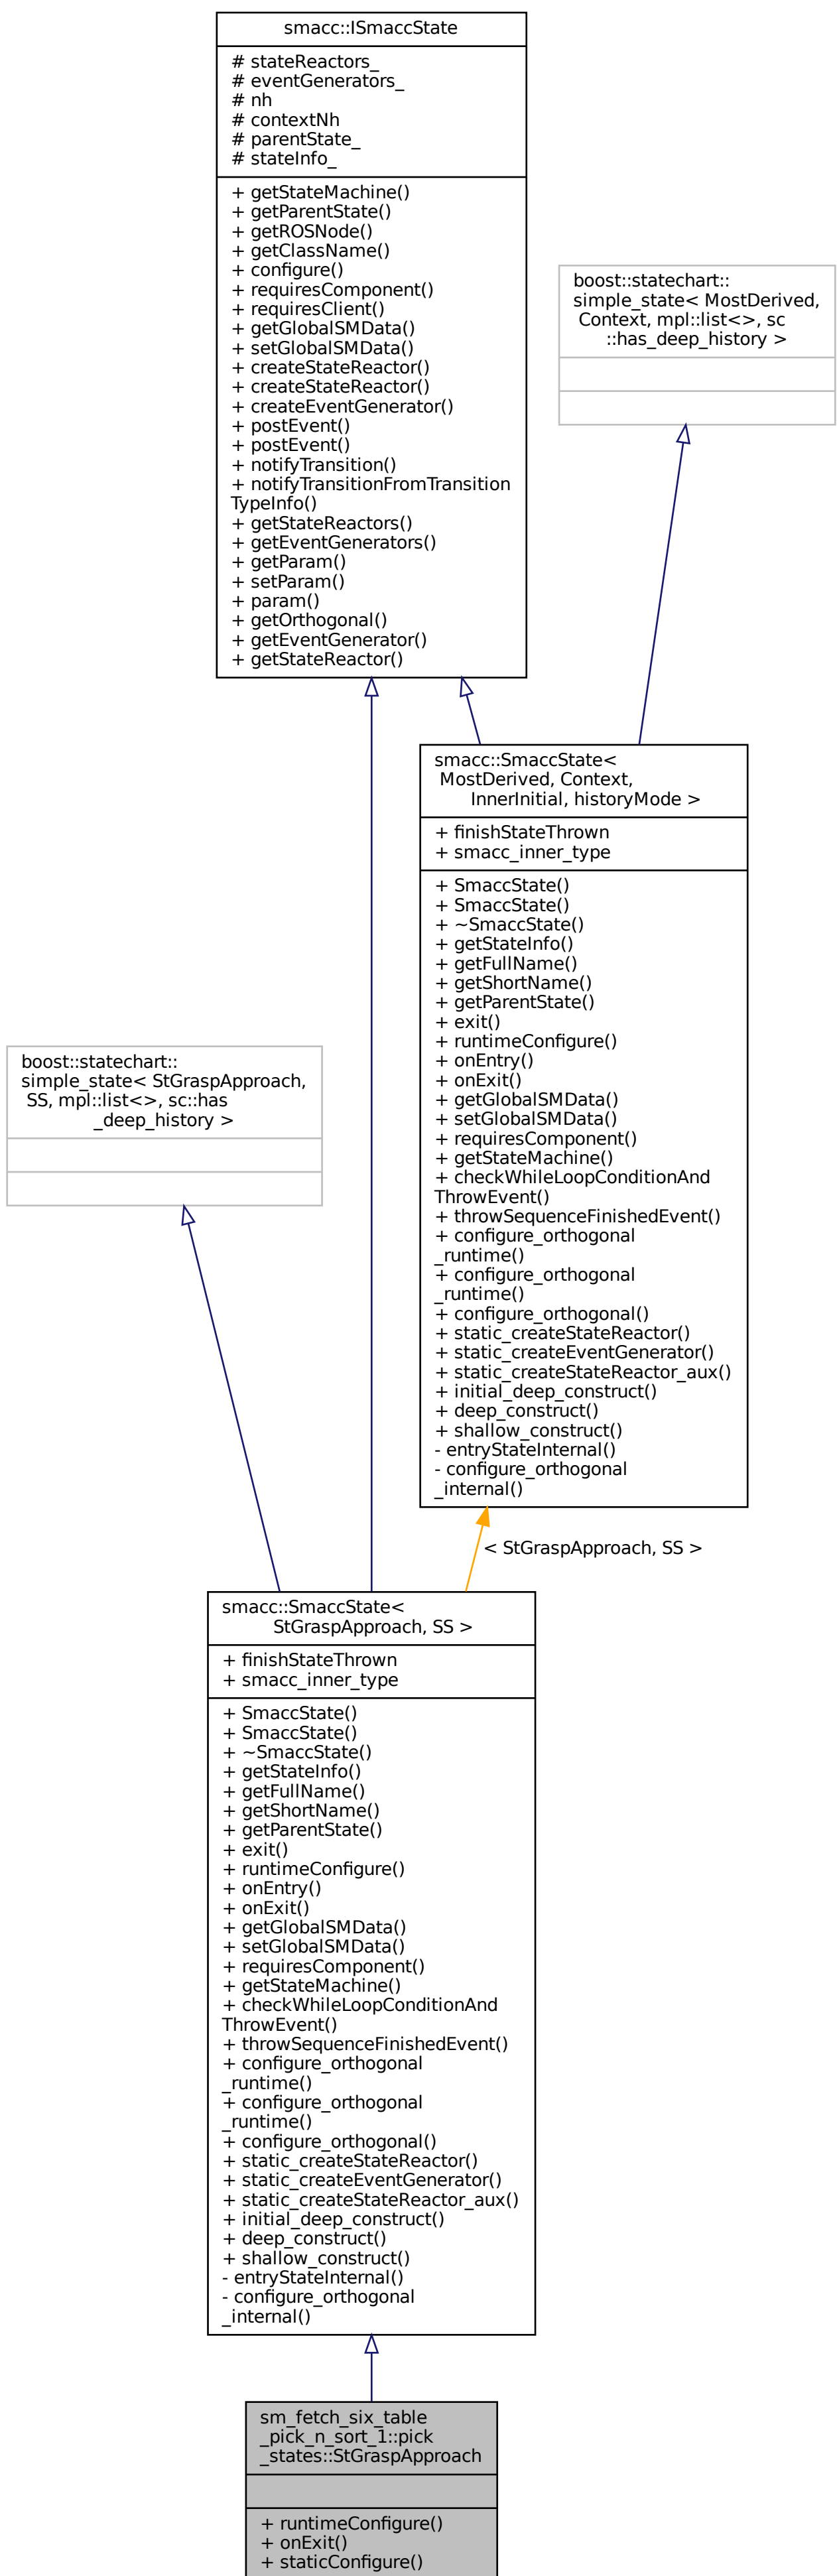 smacc::ISmaccState
# stateReactors_
# eventGenerators_
# nh
# contextNh
# parentState_
# stateInfo_
+ getStateMachine()
+ getParentState()
+ getROSNode()
+ getClassName()
+ configure()
+ requiresComponent()
+ requiresClient()
+ getGlobalSMData()
+ setGlobalSMData()
+ createStateReactor()
+ createStateReactor()
+ createEventGenerator()
+ postEvent()
+ postEvent()
+ notifyTransition()
+ notifyTransitionFromTransition
TypeInfo()
+ getStateReactors()
+ getEventGenerators()
+ getParam()
+ setParam()
+ param()
+ getOrthogonal()
+ getEventGenerator()
+ getStateReactor()
boost::statechart::
simple_state< MostDerived,
Context, mpl::list<>, sc
::has_deep_history >
smacc::SmaccState<
MostDerived, Context,
InnerInitial, historyMode >
+ finishStateThrown
+ smacc_inner_type
+ SmaccState()
+ SmaccState()
+ ~SmaccState()
+ getStateInfo()
+ getFullName()
+ getShortName()
+ getParentState()
+ exit()
+ runtimeConfigure()
+ onEntry()
+ onExit()
+ getGlobalSMData()
+ setGlobalSMData()
+ requiresComponent()
+ getStateMachine()
+ checkWhileLoopConditionAnd
ThrowEvent()
+ throwSequenceFinishedEvent()
+ configure_orthogonal
_runtime()
+ configure_orthogonal
_runtime()
+ configure_orthogonal()
+ static_createStateReactor()
+ static_createEventGenerator()
+ static_createStateReactor_aux()
+ initial_deep_construct()
+ deep_construct()
+ shallow_construct()
- entryStateInternal()
- configure_orthogonal
_internal()
boost::statechart::
simple_state< StGraspApproach,
SS, mpl::list<>, sc::has
_deep_history >
< StGraspApproach, SS >
smacc::SmaccState<
StGraspApproach, SS >
+ finishStateThrown
+ smacc_inner_type
+ SmaccState()
+ SmaccState()
+ ~SmaccState()
+ getStateInfo()
+ getFullName()
+ getShortName()
+ getParentState()
+ exit()
+ runtimeConfigure()
+ onEntry()
+ onExit()
+ getGlobalSMData()
+ setGlobalSMData()
+ requiresComponent()
+ getStateMachine()
+ checkWhileLoopConditionAnd
ThrowEvent()
+ throwSequenceFinishedEvent()
+ configure_orthogonal
_runtime()
+ configure_orthogonal
_runtime()
+ configure_orthogonal()
+ static_createStateReactor()
+ static_createEventGenerator()
+ static_createStateReactor_aux()
+ initial_deep_construct()
+ deep_construct()
+ shallow_construct()
- entryStateInternal()
- configure_orthogonal
_internal()
sm_fetch_six_table
_pick_n_sort_1::pick
_states::StGraspApproach
+ runtimeConfigure()
+ onExit()
+ staticConfigure()